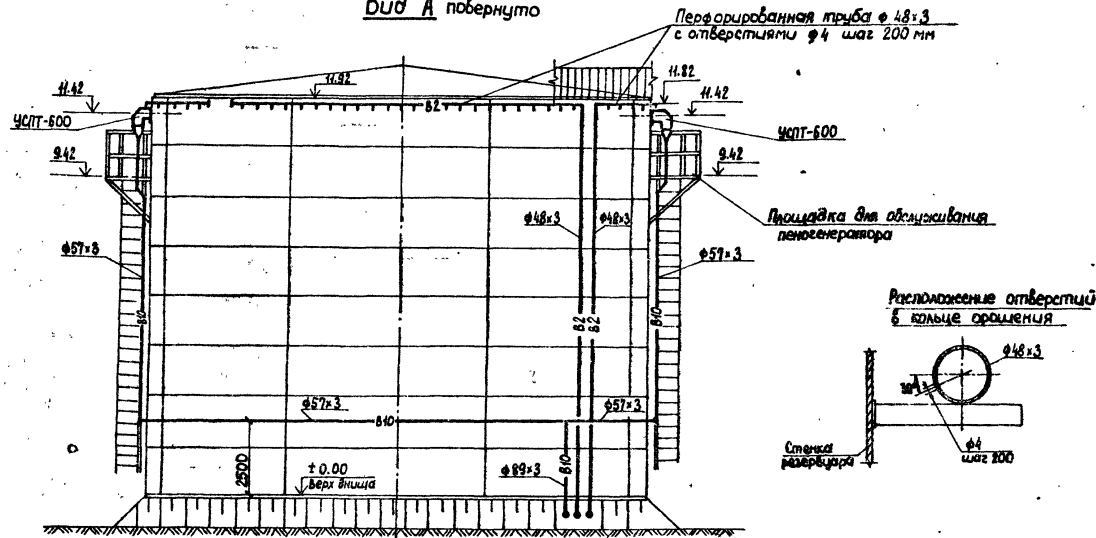 Вид А повернуто
Перфорированная труба ф 48×3
с отверстиями ф4 шаг 200 мм
11.42
11.92
11.82
11.42
В2
УСПТ-600
УСПТ-600
9.42
9.42
ф48×3
ф48×3
Площадка для обслуживания
пеногенератора
ф57×3
ф57×3
В10
В2
В2
В10
Расположение отверстий
в кольце орошения
ф48×3
30°
ф57×3
В10
ф57×3
ф4
шаг 200
Стенка
резервуара
2500
±0.00
Верх днища
ф89×3
В10